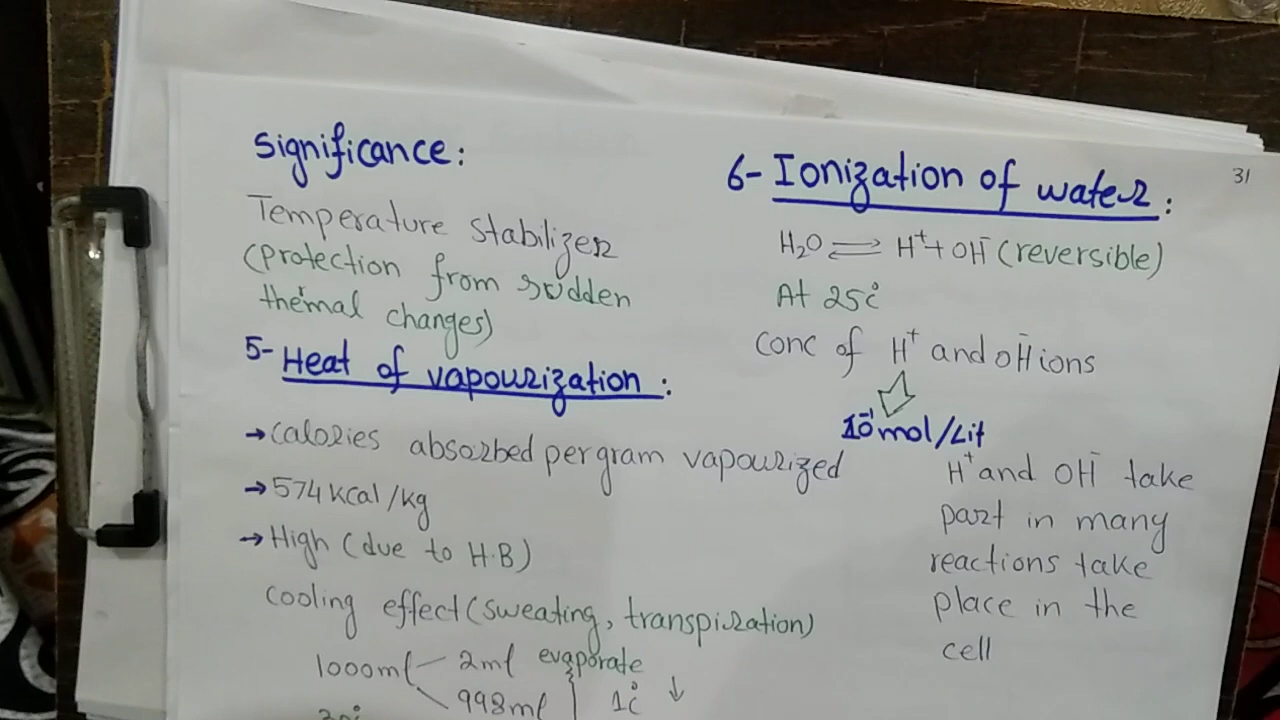 Significance:
Temperature stabilizer
(Protection from sudden
thermal changes)
5- Heat of vapourization:
→ calories absorbed per gram vapourized
→ 574 kcal/kg
→ High (due to H.B)
cooling effect (sweating, transpiration)
1000ml 2ml evaporate
998ml 1°C ↓
31
6- Ionization of water:
H₂O ⇌ H⁺ + OH⁻ (reversible)
At 25°C
Conc of H⁺ and OH⁻ ions
10⁻¹ mol/Lit
H⁺ and OH⁻ take
part in many
reactions take
place in the
cell